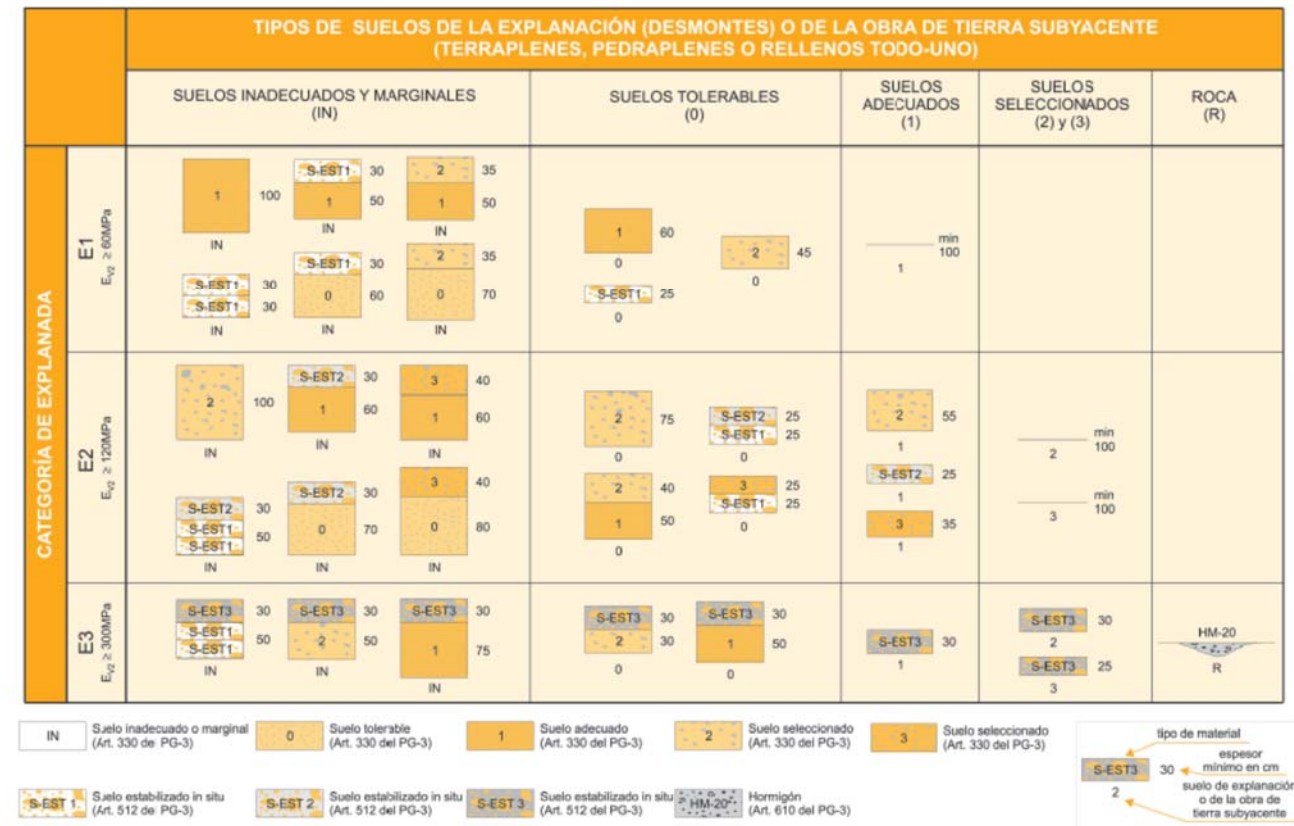 TIPOS DE SUELOS DE LA EXPLANACIÓN (DESMONTES) O DE LA OBRA DE TIERRA SUBYACENTE
(TERRAPLENES, PEDRAPLENES O RELLENOS TODO-UNO)
SUELOS INADECUADOS Y MARGINALES
(IN)
SUELOS TOLERABLES
(0)
SUELOS
ADECUADOS
(1)
SUELOS
SELECCIONADOS
(2) y (3)
ROCA
(R)
CATEGORÍA DE EXPLANADA
E1
Ev2 ≥ 60MPa
1 100
IN
S-EST1 30
1 50
IN
2 35
1 50
IN
S-EST1 30
S-EST1 30
IN
S-EST1 30
0 60
IN
2 35
0 70
IN
1 60
0
2 45
0
S-EST1 25
0
min
100
1
E2
Ev2 ≥ 120MPa
2 100
IN
S-EST2 30
1 60
IN
3 40
1 60
IN
S-EST2 30
S-EST1 50
S-EST1
IN
S-EST2 30
0 70
IN
3 40
0 80
IN
2 75
0
S-EST2 25
S-EST1 25
0
2 40
1 50
0
3 25
S-EST1 25
0
2 55
1
S-EST2 25
1
3 35
1
min
100
2
min
100
3
E3
Ev2 ≥ 300MPa
S-EST3 30
S-EST1 50
S-EST1
IN
S-EST3 30
2 50
IN
S-EST3 30
1 75
IN
S-EST3 30
2 30
0
S-EST3 30
1 50
0
S-EST3 30
1
S-EST3 30
2
S-EST3 25
3
HM-20
R
IN Suelo inadecuado o marginal
(Art. 330 de PG-3)
0 Suelo tolerable
(Art. 330 del PG-3)
1 Suelo adecuado
(Art. 330 del PG-3)
2 Suelo seleccionado
(Art. 330 del PG-3)
3 Suelo seleccionado
(Art. 330 del PG-3)
S-EST 1 Suelo estabilizado in situ
(Art. 512 de PG-3)
S-EST 2 Suelo estabilizado in situ
(Art. 512 del PG-3)
S-EST 3 Suelo estabilizado in situ
(Art. 512 del PG-3)
HM-20 Hormigón
(Art. 610 del PG-3)
tipo de material
espesor
mínimo en cm
S-EST3 30
suelo de explanación
o de la obra de
tierra subyacente
2